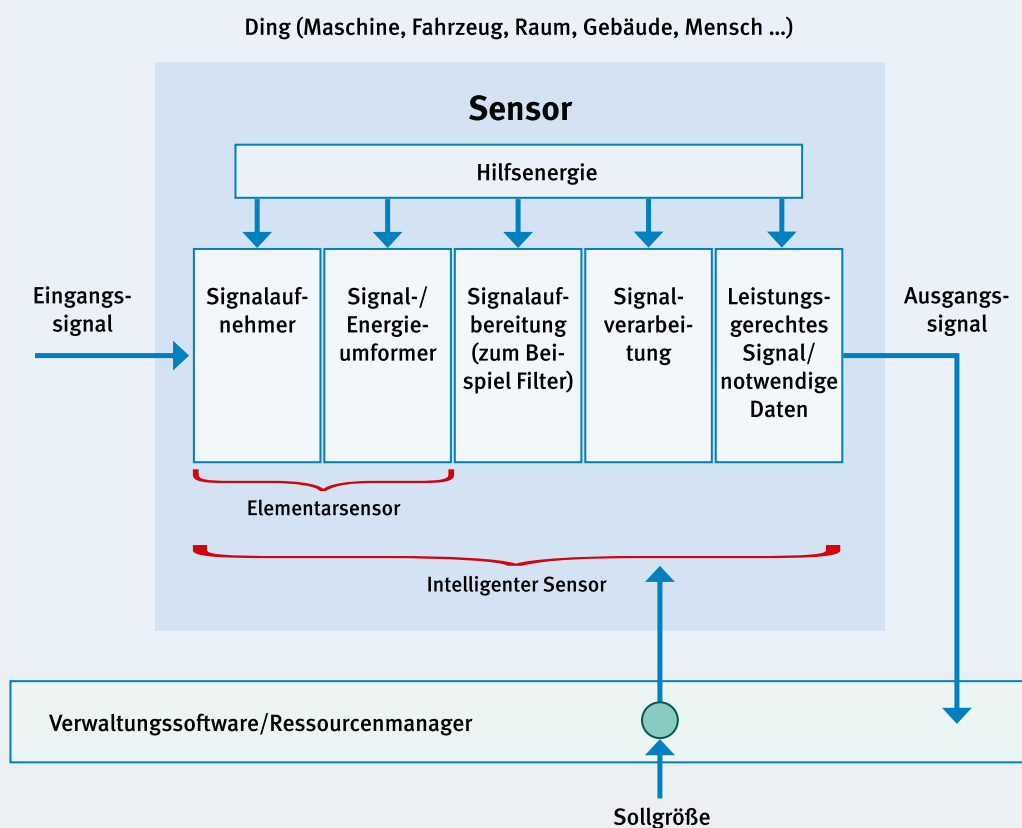 Ding (Maschine, Fahrzeug, Raum, Gebäude, Mensch ...)
Sensor
Hilfsenergie
Eingangs-
signal
Signalauf-
nehmer
Signal-/
Energie-
umformer
Signalauf-
bereitung
(zum Bei-
spiel Filter)
Signal-
verarbei-
tung
Leistungs-
gerechtes
Signal/
notwendige
Daten
Ausgangs-
signal
Elementarsensor
Intelligenter Sensor
Verwaltungssoftware/Ressourcenmanager
Sollgröße